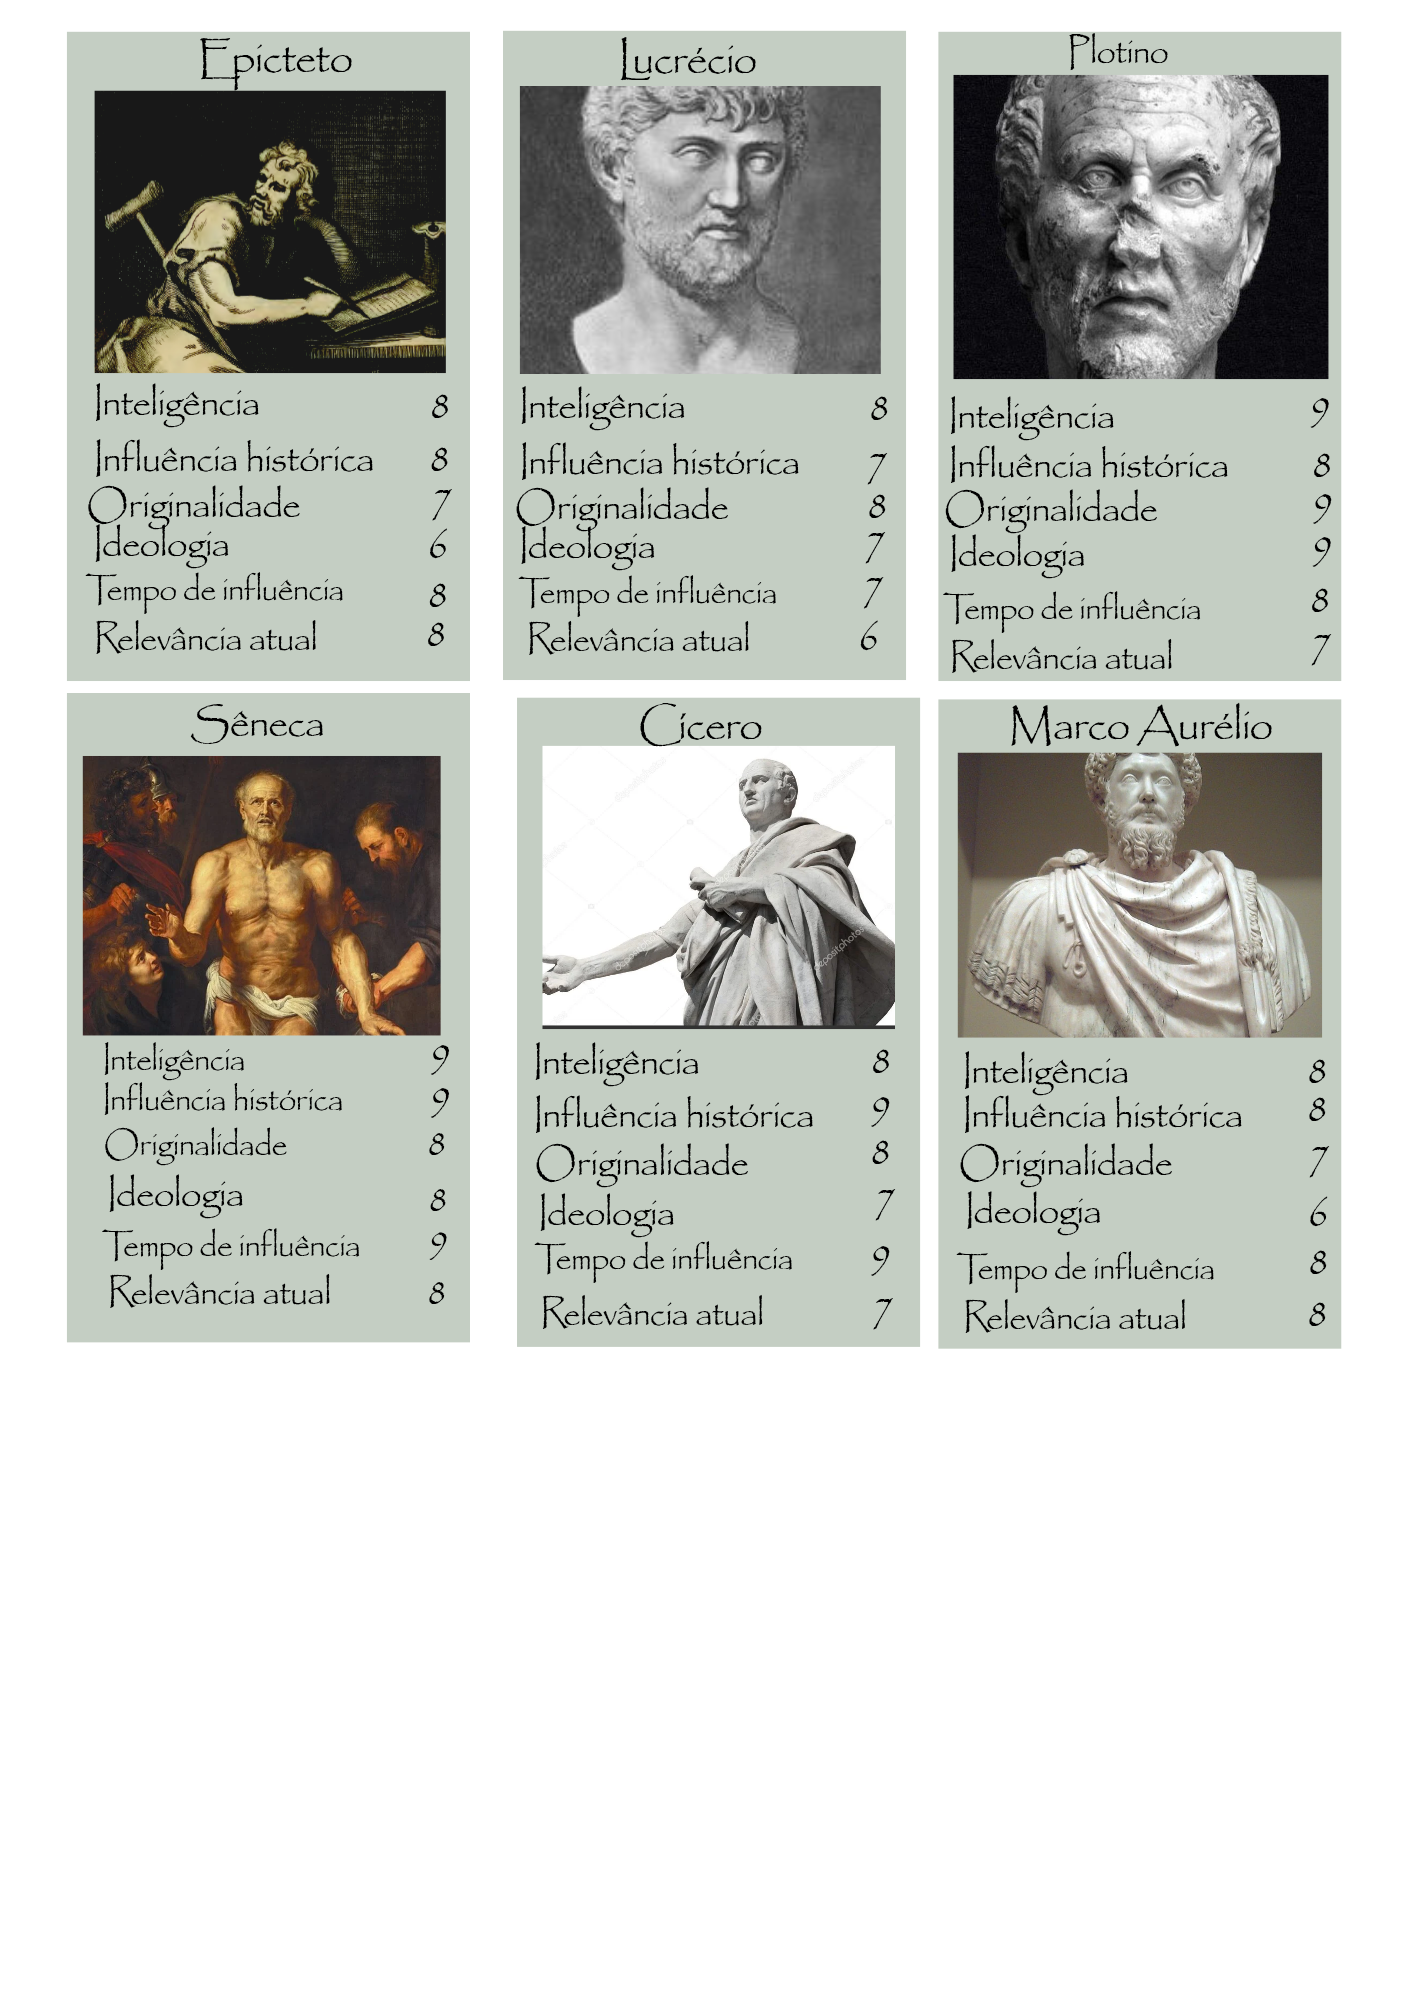 Epicteto
Inteligência 8
Influência histórica 8
Originalidade 7
Ideologia 6
Tempo de influência 8
Relevância atual 8
Lucrécio
Inteligência 8
Influência histórica 7
Originalidade 8
Ideologia 7
Tempo de influência 7
Relevância atual 6
Plotino
Inteligência 9
Influência histórica 8
Originalidade 9
Ideologia 9
Tempo de influência 8
Relevância atual 7
Sêneca
Inteligência 9
Influência histórica 9
Originalidade 8
Ideologia 8
Tempo de influência 9
Relevância atual 8
Cícero
depositphotos
Inteligência 8
Influência histórica 9
Originalidade 8
Ideologia 7
Tempo de influência 9
Relevância atual 7
Marco Aurélio
Inteligência 8
Influência histórica 8
Originalidade 7
Ideologia 6
Tempo de influência 8
Relevância atual 8